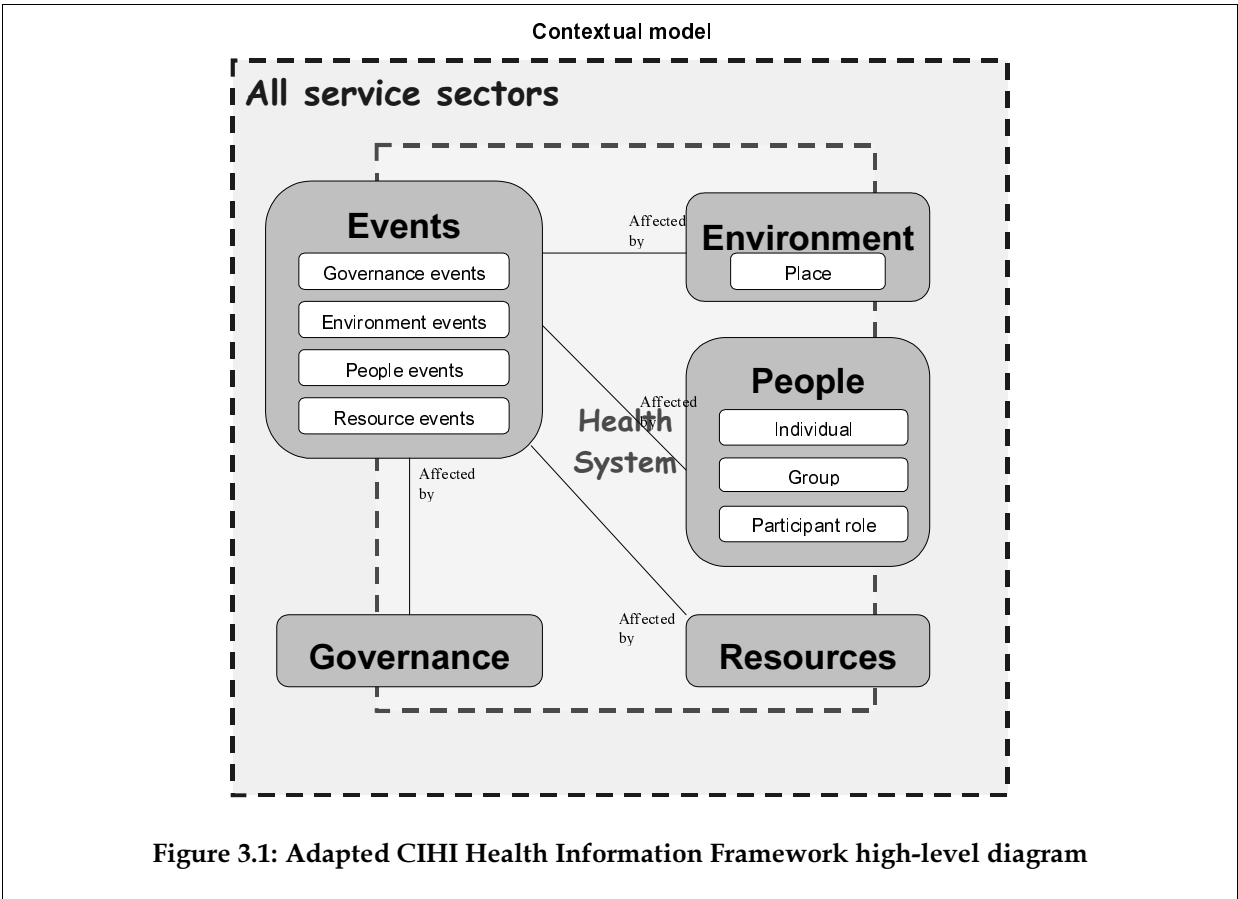 Contextual model
All service sectors
Events
Governance events
Environment events
People events
Resource events
Affected
by
Environment
Place
People
Individual
Group
Participant role
Affected
by
Health
System
Affected
by
Affected
by
Governance
Resources
Figure 3.1: Adapted CIHI Health Information Framework high-level diagram